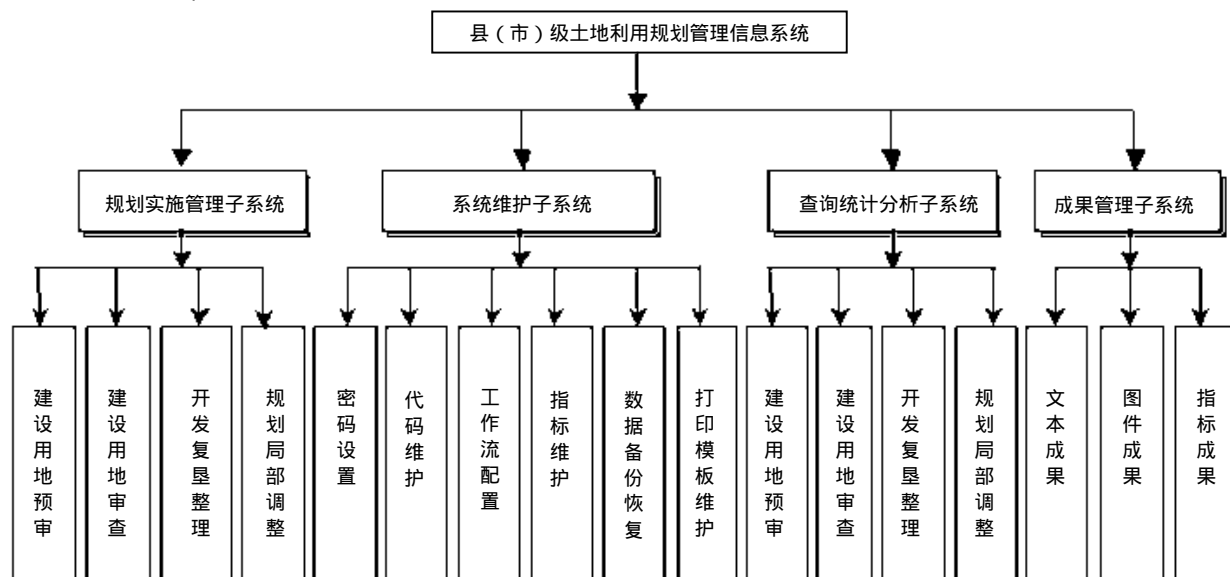 县（市）级土地利用规划管理信息系统
规划实施管理子系统
系统维护子系统
查询统计分析子系统
成果管理子系统
建设用地预审
建设用地审查
开发复垦整理
规划局部调整
密码设置
代码维护
工作流配置
指标维护
数据备份恢复
打印模板维护
建设用地预审
建设用地审查
开发复垦整理
规划局部调整
文本成果
图件成果
指标成果